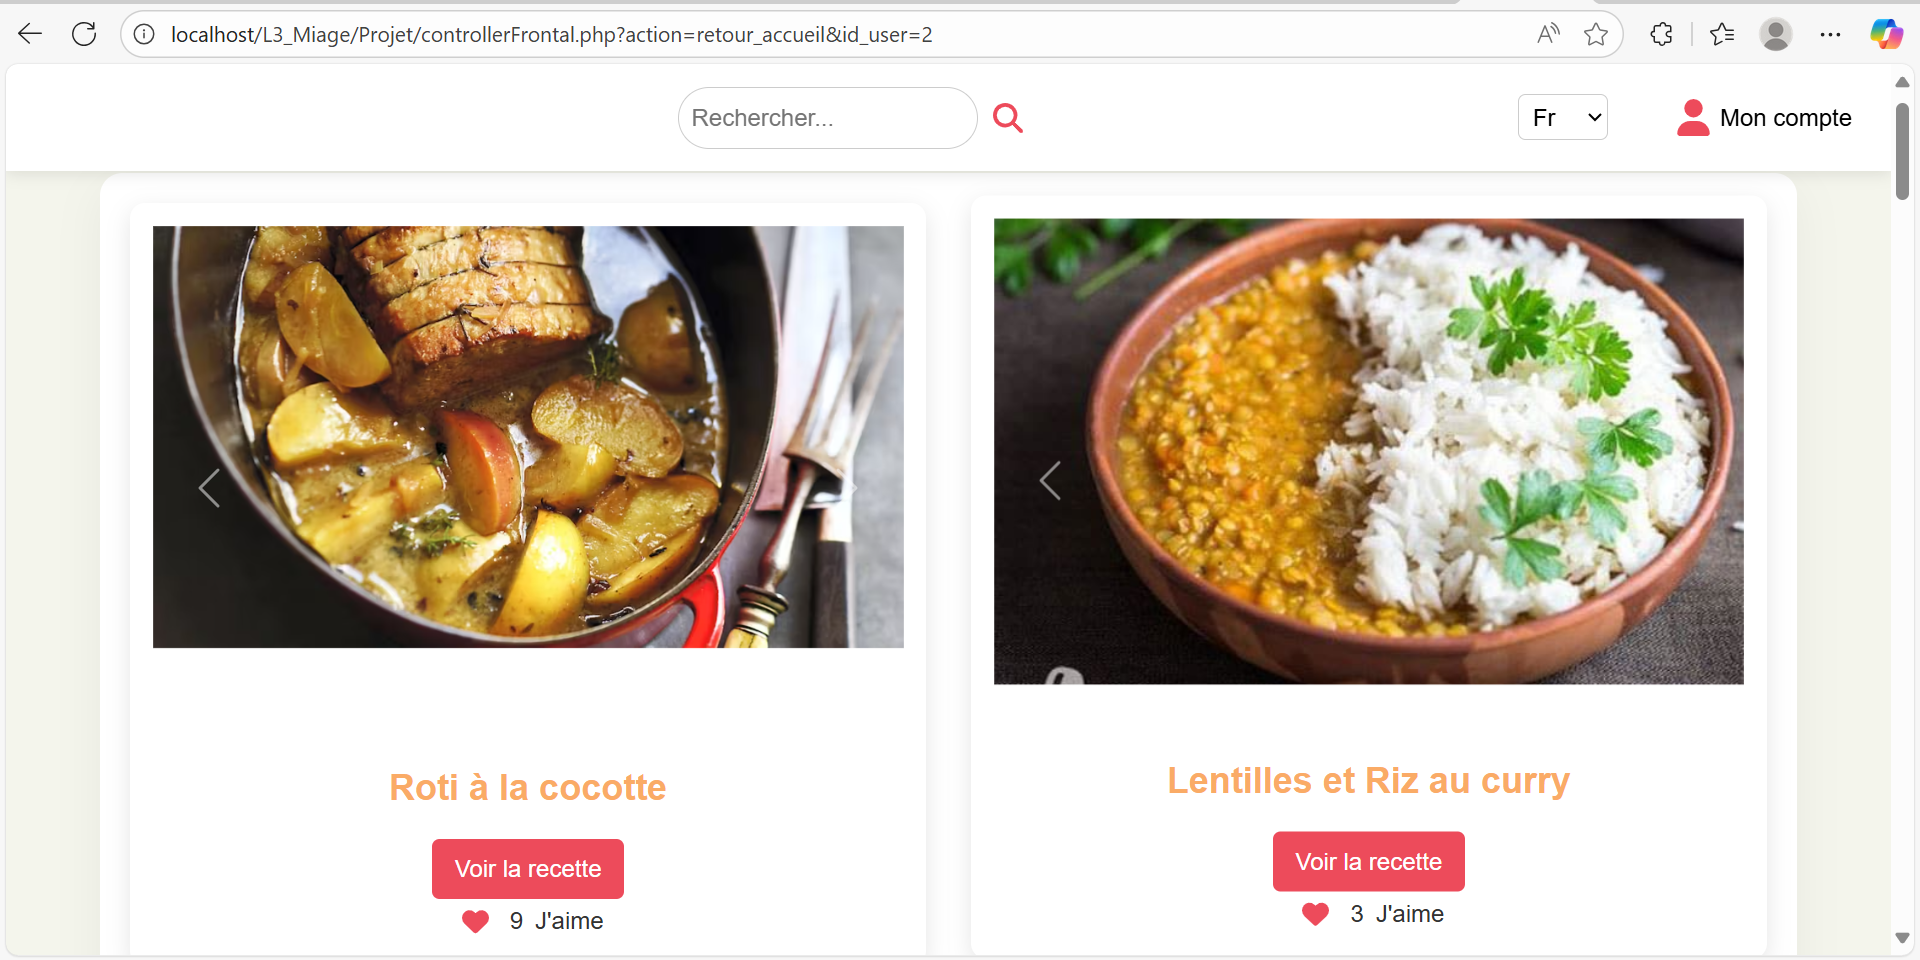 localhost/L3_Miage/Projet/controllerFrontal.php?action=retour_accueil&id_user=2
Rechercher...
Fr
Mon compte
Roti à la cocotte
Voir la recette
9 J'aime
Lentilles et Riz au curry
Voir la recette
3 J'aime